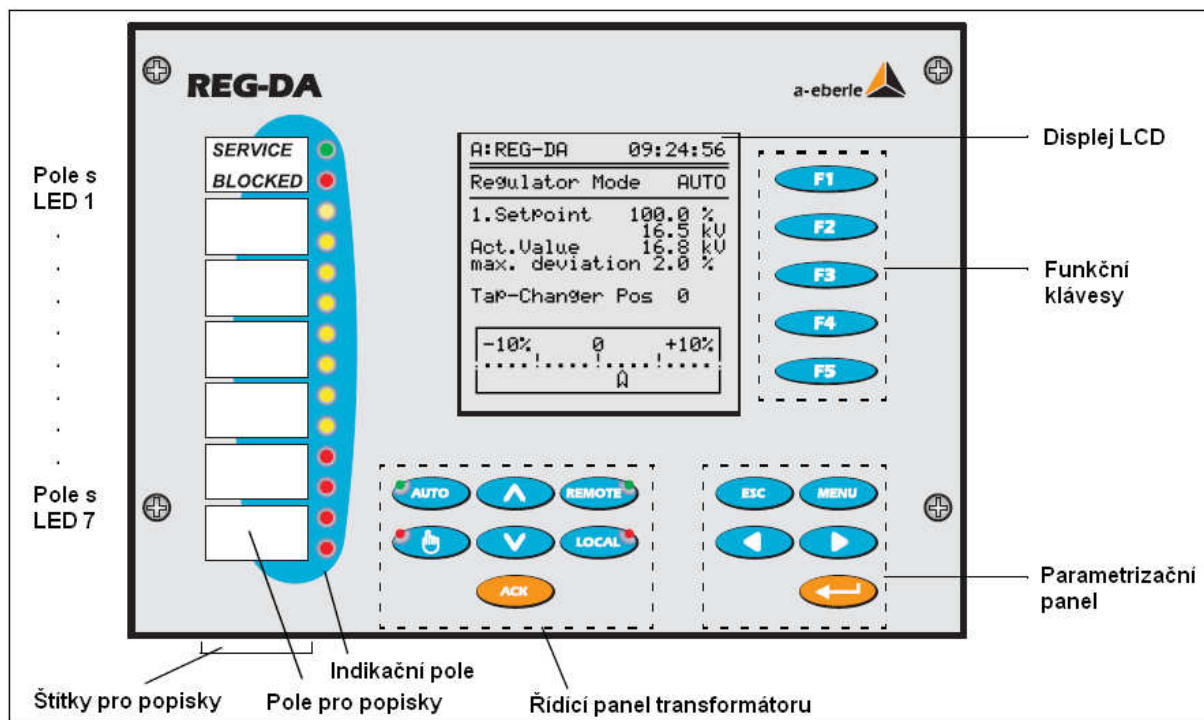 REG-DA
a-eberle
SERVICE
BLOCKED
Pole s
LED 1
Pole s
LED 7
A:REG-DA 09:24:56
Regulator Mode AUTO
1.Setpoint 100.0 %
16.5 kV
Act.Value 16.8 kV
max. deviation 2.0 %
Tap-Changer Pos 0
-10% 0 +10%
F1
F2
F3
F4
F5
Displej LCD
Funkční
klávesy
AUTO
REMOTE
LOCAL
ACK
ESC
MENU
Parametrizační
panel
Indikační pole
Štítky pro popisky
Pole pro popisky
Řídící panel transformátoru